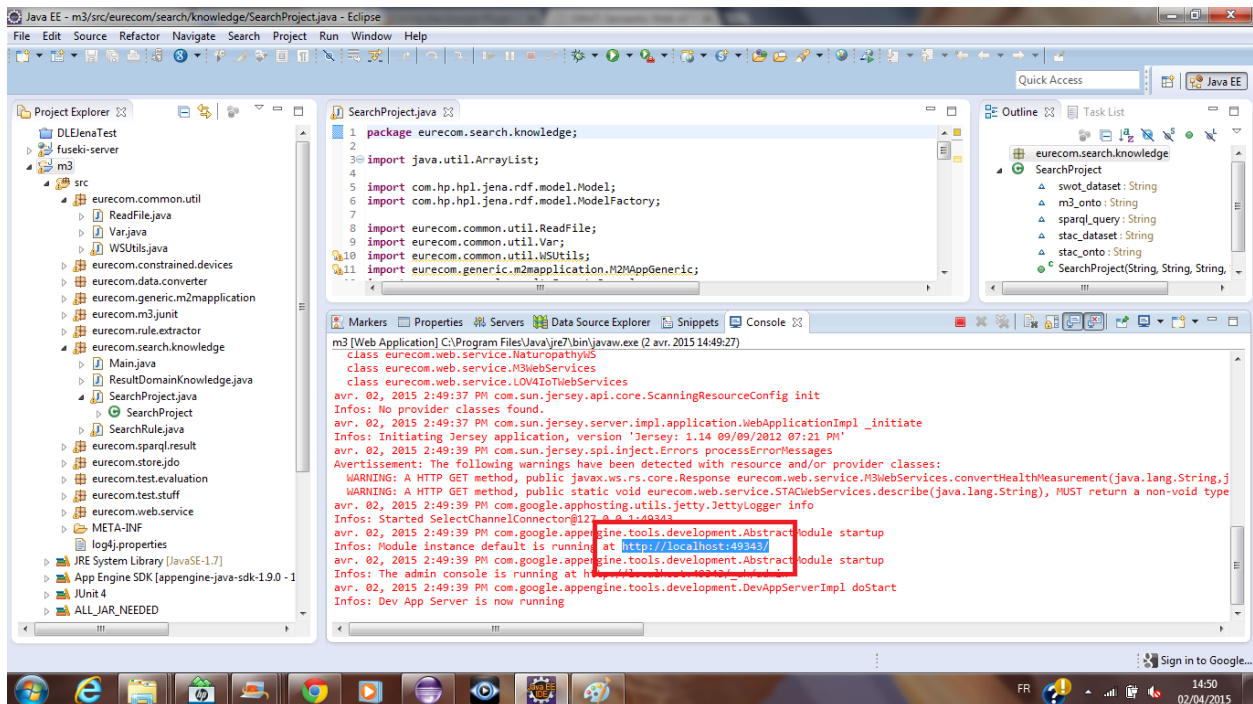 Java EE - m3/src/eurecom/search/knowledge/SearchProject.java - Eclipse
File Edit Source Refactor Navigate Search Project Run Window Help
Quick Access
Java EE
Project Explorer
DLEJenaTest
fuseki-server
m3
src
eurecom.common.util
ReadFile.java
Var.java
WSUtils.java
eurecom.constrained.devices
eurecom.data.converter
eurecom.generic.m2mapplication
eurecom.m3.junit
eurecom.rule.extractor
eurecom.search.knowledge
Main.java
ResultDomainKnowledge.java
SearchProject.java
SearchProject
SearchRule.java
eurecom.sparql.result
eurecom.store.jdo
eurecom.test.evaluation
eurecom.test.stuff
eurecom.web.service
META-INF
log4j.properties
JRE System Library [JavaSE-1.7]
App Engine SDK [appengine-java-sdk-1.9.0 - 1
JUnit 4
ALL_JAR_NEEDED
SearchProject.java
1 package eurecom.search.knowledge;
2
3 import java.util.ArrayList;
4
5 import com.hp.hpl.jena.rdf.model.Model;
6 import com.hp.hpl.jena.rdf.model.ModelFactory;
7
8 import eurecom.common.util.ReadFile;
9 import eurecom.common.util.Var;
10 import eurecom.common.util.WSUtils;
11 import eurecom.generic.m2mapplication.M2MAppGeneric;
Outline Task List
eurecom.search.knowledge
SearchProject
swot_dataset : String
m3_onto : String
sparql_query : String
stac_dataset : String
stac_onto : String
SearchProject(String, String, String,
Markers Properties Servers Data Source Explorer Snippets Console
m3 [Web Application] C:\Program Files\Java\jre7\bin\javaw.exe (2 avr. 2015 14:49:27)
class eurecom.web.service.NaturopathyWS
class eurecom.web.service.M3WebServices
class eurecom.web.service.LOV4IoTWebServices
avr. 02, 2015 2:49:37 PM com.sun.jersey.api.core.ScanningResourceConfig init
Infos: No provider classes found.
avr. 02, 2015 2:49:37 PM com.sun.jersey.server.impl.application.WebApplicationImpl _initiate
Infos: Initiating Jersey application, version 'Jersey: 1.14 09/09/2012 07:21 PM'
avr. 02, 2015 2:49:39 PM com.sun.jersey.spi.inject.Errors processErrorMessages
Avertissement: The following warnings have been detected with resource and/or provider classes:
WARNING: A HTTP GET method, public javax.ws.rs.core.Response eurecom.web.service.M3WebServices.convertHealthMeasurement(java.lang.String,j
WARNING: A HTTP GET method, public static void eurecom.web.service.STACWebServices.describe(java.lang.String), MUST return a non-void type
avr. 02, 2015 2:49:39 PM com.google.apphosting.utils.jetty.JettyLogger info
Infos: Started SelectChannelConnector@127.0.0.1:49343
avr. 02, 2015 2:49:39 PM com.google.appengine.tools.development.AbstractModule startup
Infos: Module instance default is running at http://localhost:49343/
avr. 02, 2015 2:49:39 PM com.google.appengine.tools.development.AbstractModule startup
Infos: The admin console is running at http://localhost:49343/_ah/admin
avr. 02, 2015 2:49:39 PM com.google.appengine.tools.development.DevAppServerImpl doStart
Infos: Dev App Server is now running
Sign in to Google...
FR
14:50
02/04/2015